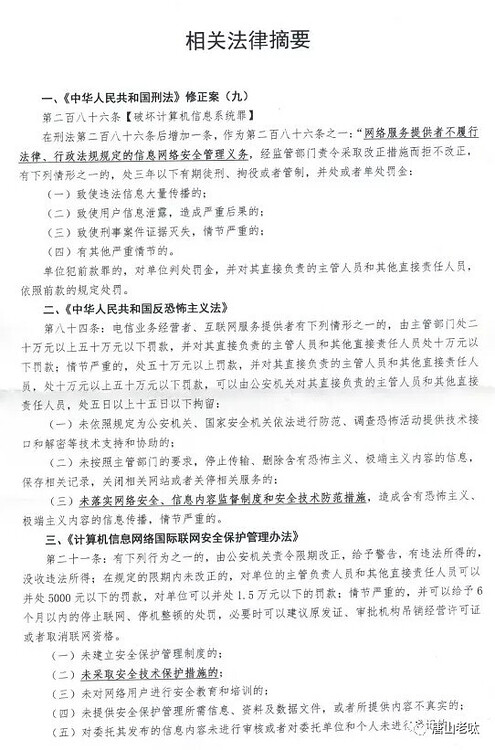 相关法律摘要
一、《中华人民共和国刑法》修正案（九）
第二百八十六条【破坏计算机信息系统罪】
在刑法第二百八十六条后增加一条，作为第二百八十六条之一：“网络服务提供者不履行
法律、行政法规规定的信息网络安全管理义务，经监管部门责令采取改正措施而拒不改正，
有下列情形之一的，处三年以下有期徒刑、拘役或者管制，并处或者单处罚金：
（一）致使违法信息大量传播的；
（二）致使用户信息泄露，造成严重后果的；
（三）致使刑事案件证据灭失，情节严重的；
（四）有其他严重情节的。
单位犯前款罪的，对单位判处罚金，并对其直接负责的主管人员和其他直接责任人员，
依照前款的规定处罚。
二、《中华人民共和国反恐怖主义法》
第八十四条：电信业务经营者、互联网服务提供者有下列情形之一的，由主管部门处二
十万元以上五十万元以下罚款，并对其直接负责的主管人员和其他直接责任人员处十万元以
下罚款；情节严重的，处五十万元以上罚款，并对其直接负责的主管人员和其他直接责任人
员，处十万元以上五十万元以下罚款，可以由公安机关对其直接负责的主管人员和其他直接
责任人员，处五日以上十五日以下拘留：
（一）未依照规定为公安机关、国家安全机关依法进行防范、调查恐怖活动提供技术接
口和解密等技术支持和协助的；
（二）未按照主管部门的要求，停止传输、删除含有恐怖主义、极端主义内容的信息，
保存相关记录，关闭相关网站或者关停相关服务的；
（三）未落实网络安全、信息内容监督制度和安全技术防范措施，造成含有恐怖主义、
极端主义内容的信息传播，情节严重的。
三、《计算机信息网络国际联网安全保护管理办法》
第二十一条：有下列行为之一的，由公安机关责令限期改正，给予警告，有违法所得的，
没收违法所得；在规定的限期内未改正的，对单位的主管负责人员和其他直接责任人员可以
并处5000元以下的罚款，对单位可以并处1.5万元以下的罚款；情节严重的，并可以给予6
个月以内的停止联网、停机整顿的处罚，必要时可以建议原发证、审批机构吊销经营许可证
或者取消联网资格。
（一）未建立安全保护管理制度的；
（二）未采取安全技术保护措施的；
（三）未对网络用户进行安全教育和培训的；
（四）未提供安全保护管理所需信息、资料及数据文件，或者所提供内容不真实的；
（五）对委托其发布的信息内容未进行审核或者对委托单位和个人未进
唐山老耿